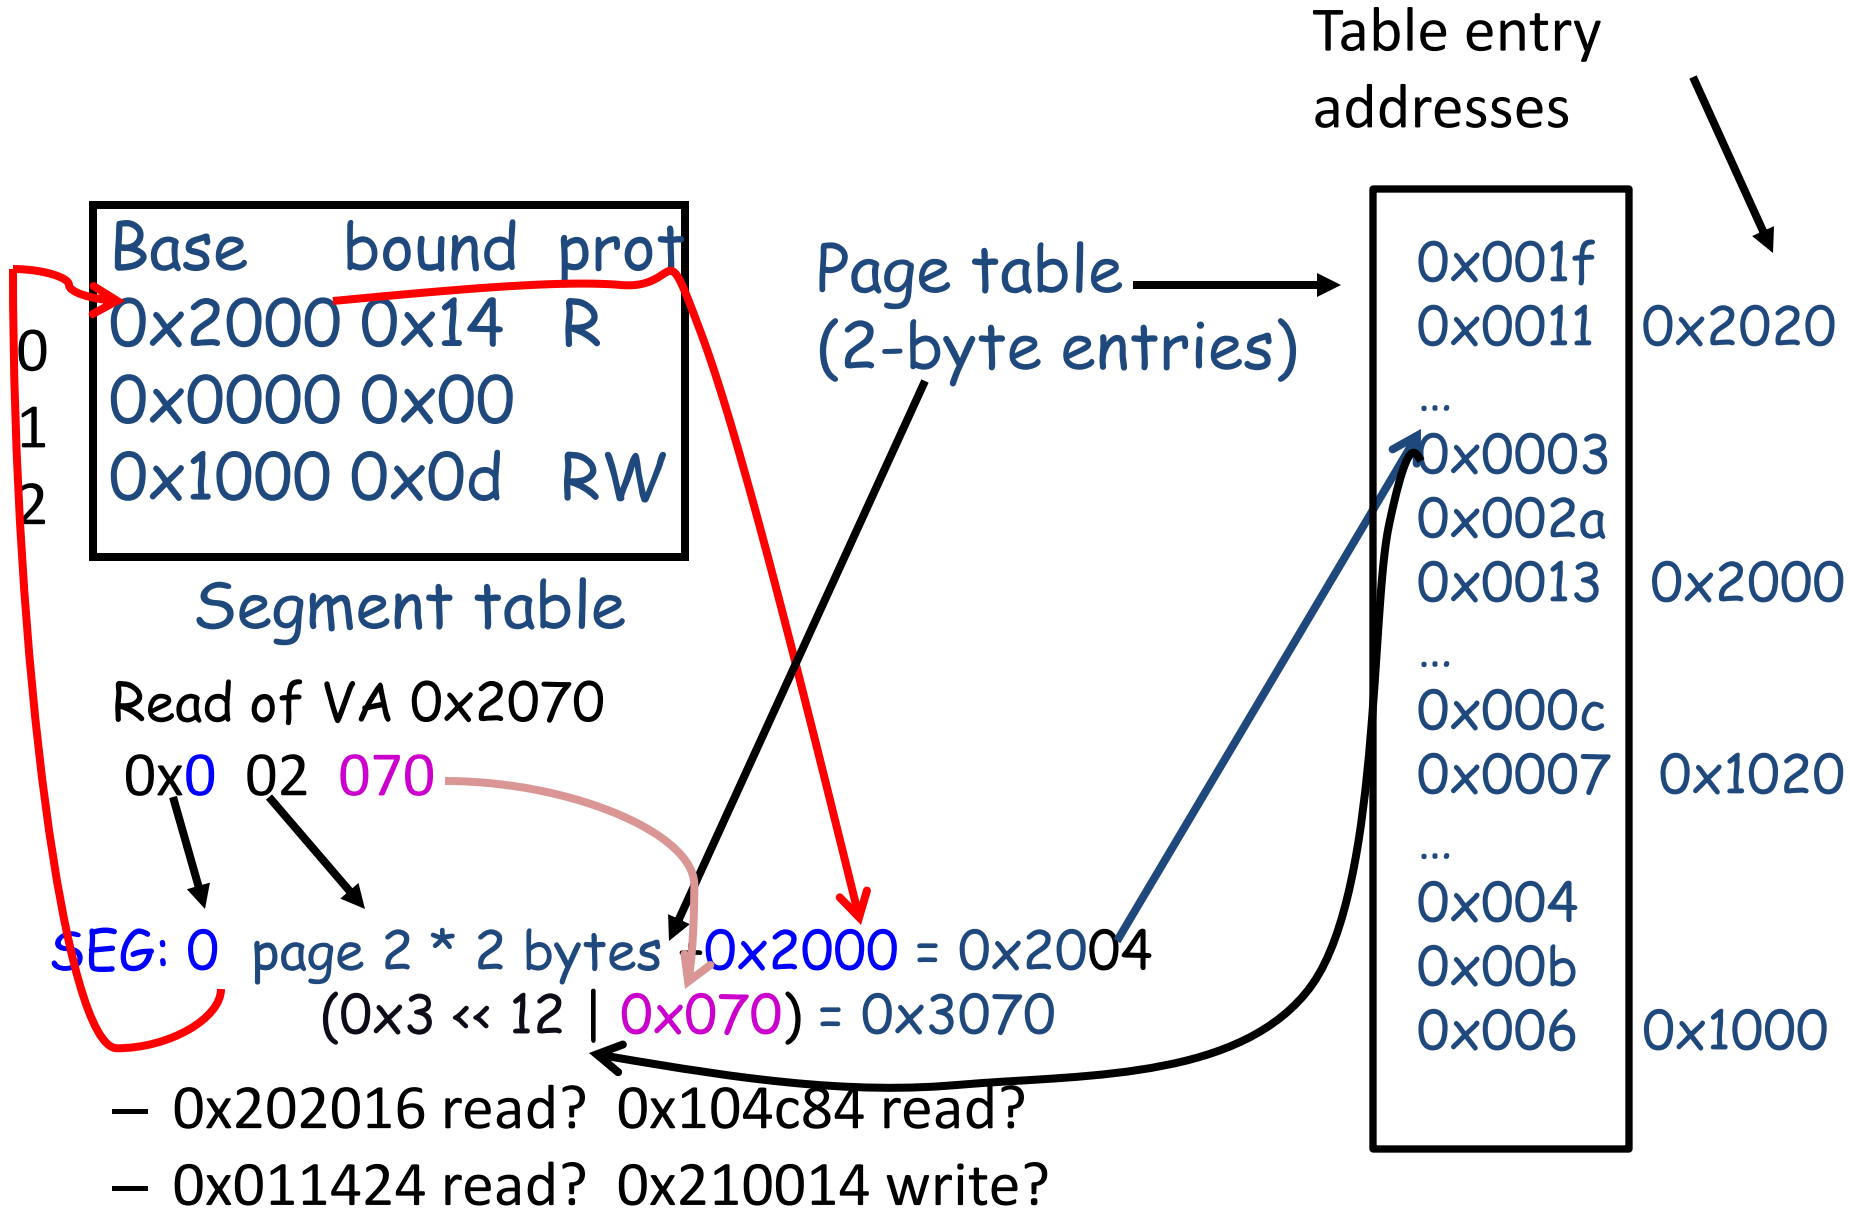 Table entry
addresses
Base bound prot
0 0x2000 0x14 R
1 0x0000 0x00
2 0x1000 0x0d RW
Segment table
Page table
(2-byte entries)
0x001f
0x0011 0x2020
...
0x0003
0x002a
0x0013 0x2000
...
0x000c
0x0007 0x1020
...
0x004
0x00b
0x006 0x1000
Read of VA 0x2070
0x0 02 070
SEG: 0 page 2 * 2 bytes +0x2000 = 0x2004
(0x3 << 12 | 0x070) = 0x3070
– 0x202016 read? 0x104c84 read?
– 0x011424 read? 0x210014 write?